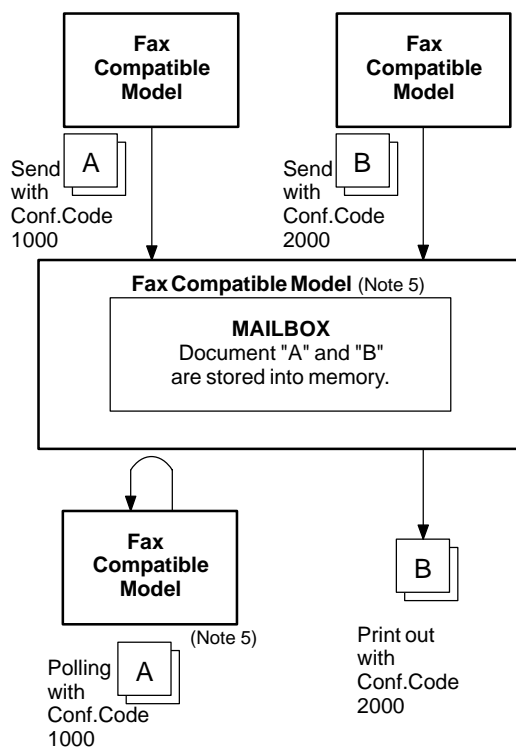 Fax
Compatible
Model
Fax
Compatible
Model
A
Send
with
Conf.Code
1000
B
Send
with
Conf.Code
2000
Fax Compatible Model (Note 5)
MAILBOX
Document "A" and "B"
are stored into memory.
Fax
Compatible
Model
(Note 5)
Polling
with
Conf.Code
1000
A
B
Print out
with
Conf.Code
2000